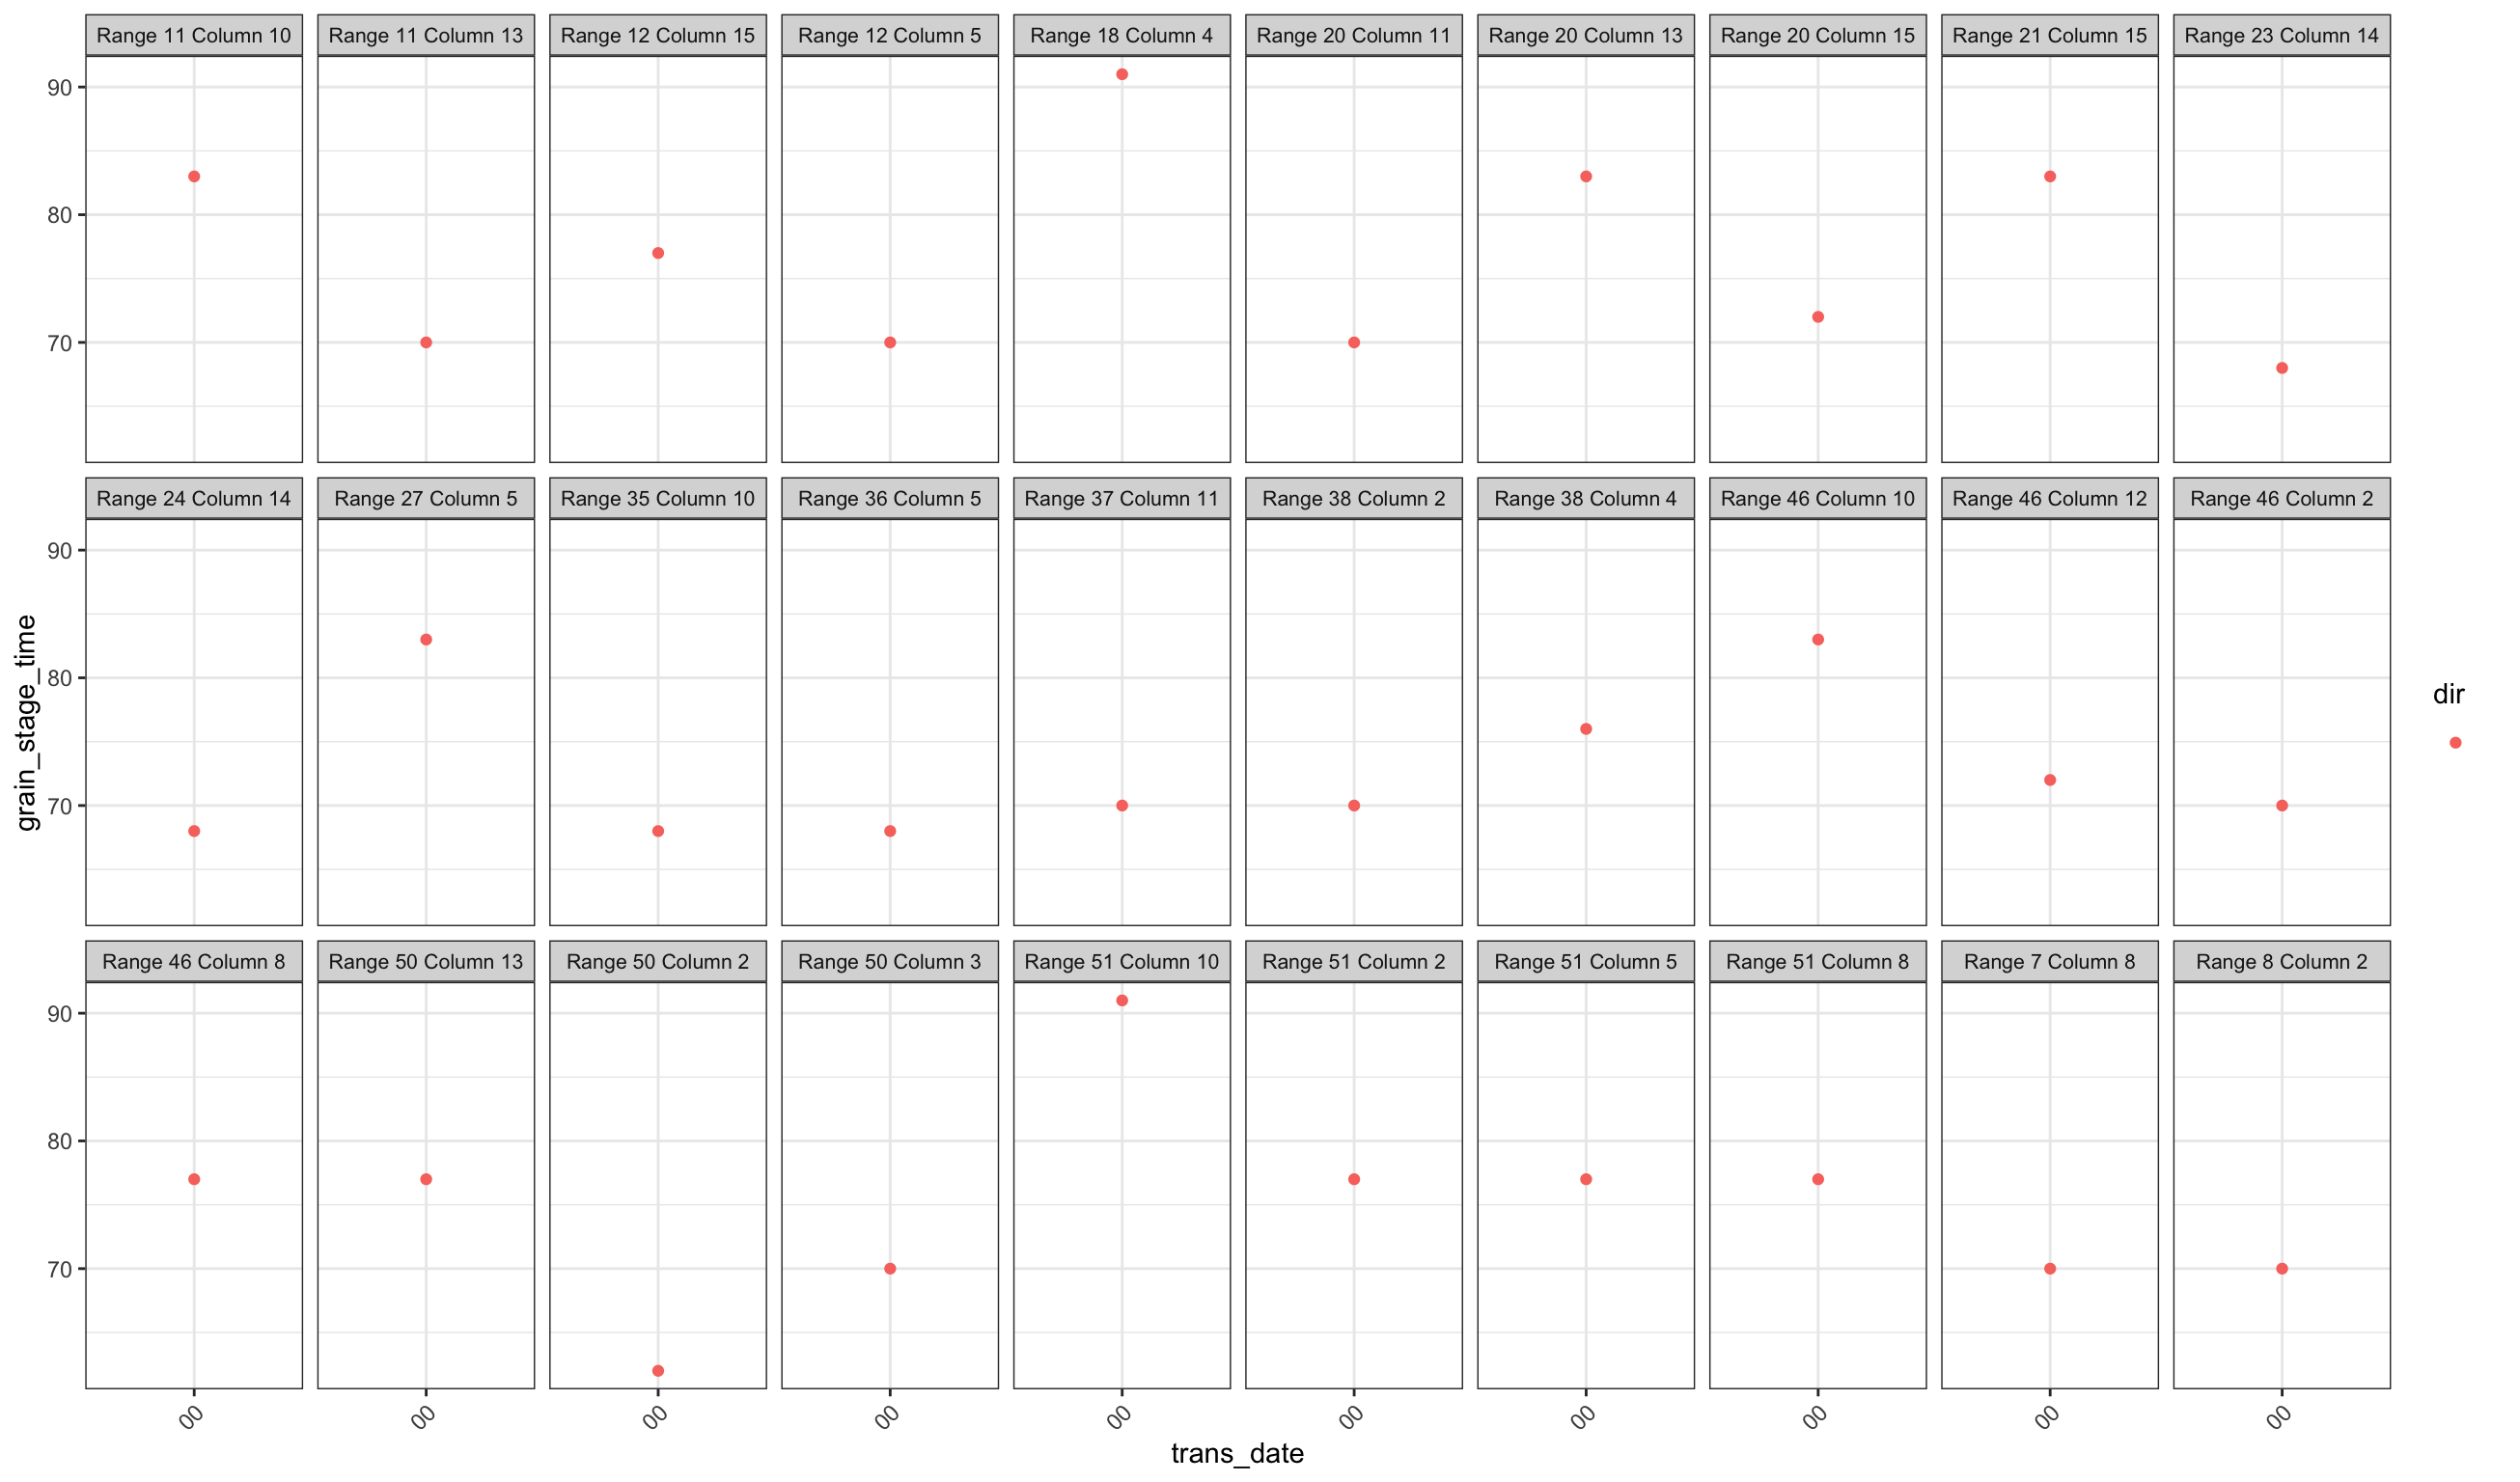 Range 11 Column 10 Range 11 Column 13 Range 12 Column 15 Range 12 Column 5 Range 18 Column 4 Range 20 Column 11 Range 20 Column 13 Range 20 Column 15 Range 21 Column 15 Range 23 Column 14
90
80
70
Range 24 Column 14 Range 27 Column 5 Range 35 Column 10 Range 36 Column 5 Range 37 Column 11 Range 38 Column 2 Range 38 Column 4 Range 46 Column 10 Range 46 Column 12 Range 46 Column 2
90
80
70
grain_stage_time
dir
Range 46 Column 8 Range 50 Column 13 Range 50 Column 2 Range 50 Column 3 Range 51 Column 10 Range 51 Column 2 Range 51 Column 5 Range 51 Column 8 Range 7 Column 8 Range 8 Column 2
90
80
70
00 00 00 00 00 00 00 00 00 00
trans_date